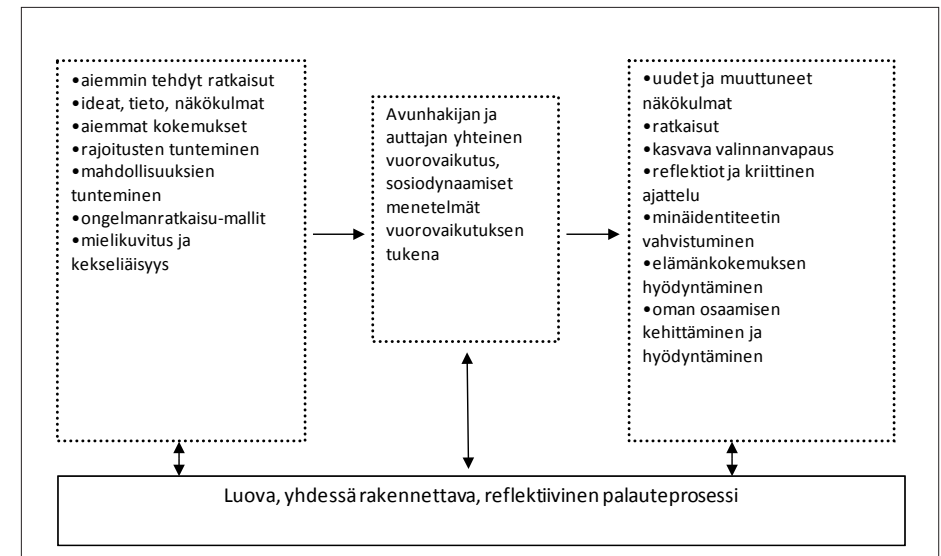 •aiemmin tehdyt ratkaisut
•ideat, tieto, näkökulmat
•aiemmat kokemukset
•rajoitusten tunteminen
•mahdollisuuksien
tunteminen
•ongelmanratkaisu-mallit
•mielikuvitus ja
kekseliäisyys
Avunhakijan ja
auttajan yhteinen
vuorovaikutus,
sosiodynaamiset
menetelmät
vuorovaikutuksen
tukena
•uudet ja muuttuneet
näkökulmat
•ratkaisut
•kasvava valinnanvapaus
•reflektiot ja kriittinen
ajattelu
•minäidentiteetin
vahvistuminen
•elämänkokemuksen
hyödyntäminen
•oman osaamisen
kehittäminen ja
hyödyntäminen
Luova, yhdessä rakennettava, reflektiivinen palauteprosessi